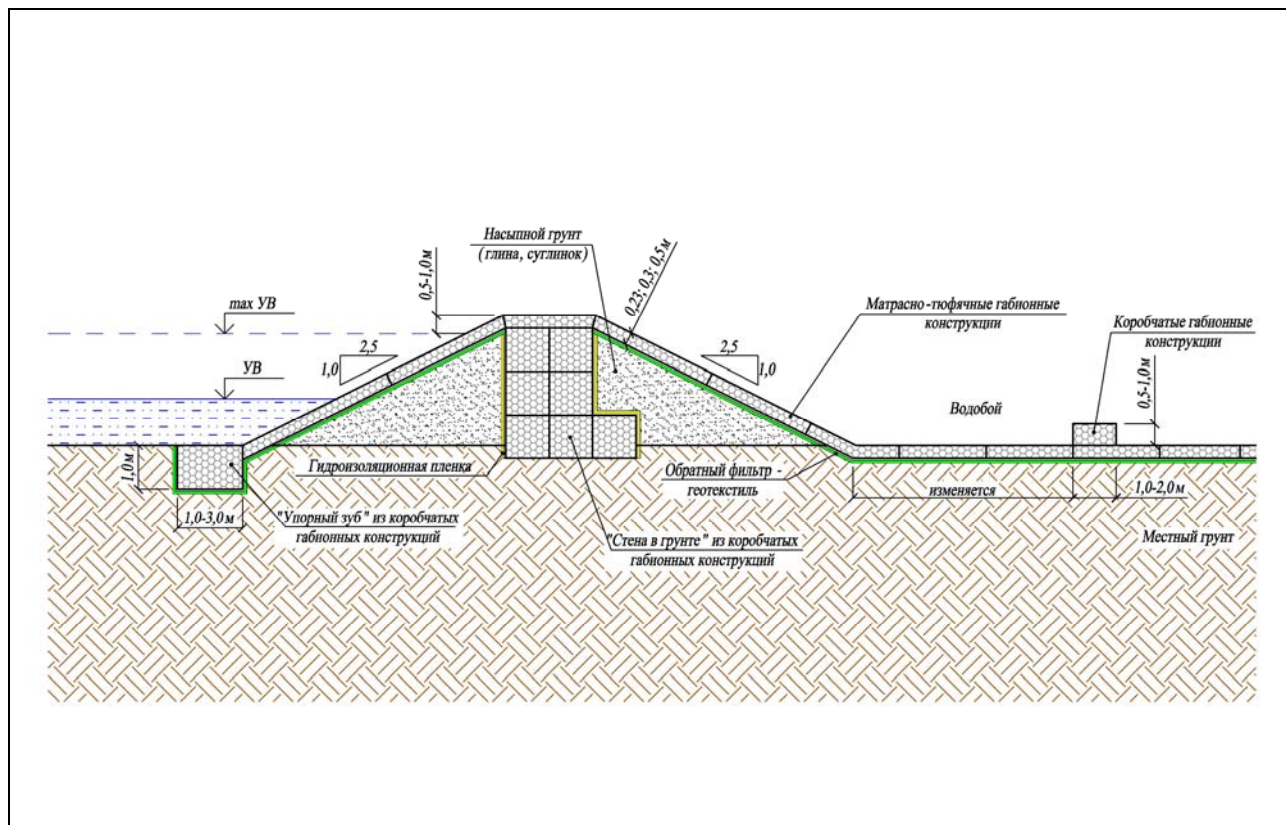 Насыпной грунт
(глина, суглинок)
0,5-1,0м
0,23; 0,3; 0,5м
max УВ
Матрасно-тюфячные габионные
конструкции
Коробчатые габионные
конструкции
2,5
1,0
2,5
1,0
УВ
0,5-1,0м
Водобой
1,0м
Гидроизоляционная пленка
Обратный фильтр -
геотекстиль
изменяется
1,0-2,0м
1,0-3,0м
"Упорный зуб" из коробчатых
габионных конструкций
"Стена в грунте" из коробчатых
габионных конструкций
Местный грунт